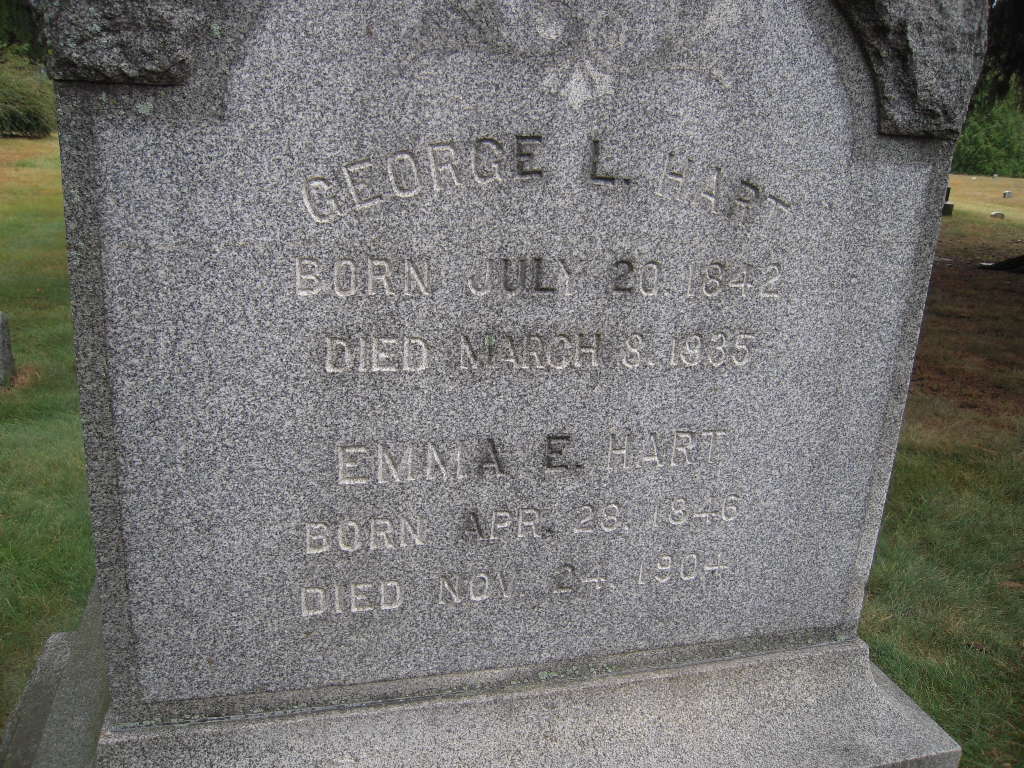 GEORGE L. HART
BORN JULY 20. 1842
DIED MARCH 8. 1935
EMMA E. HART
BORN APR. 28. 1846
DIED NOV. 24. 1904